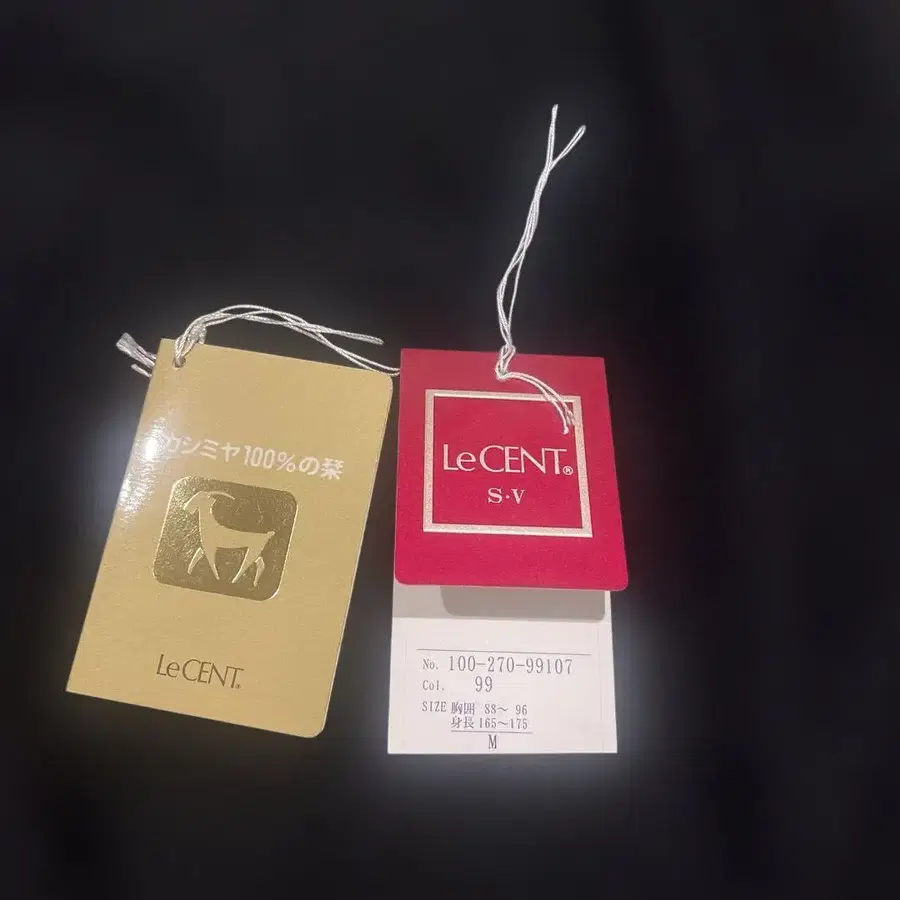 カシミヤ100%の栞
LeCENT®
LeCENT®
S·V
No. 100-270-99107
Col. 99
SIZE 胸囲 88～ 96
身長 165～175
M